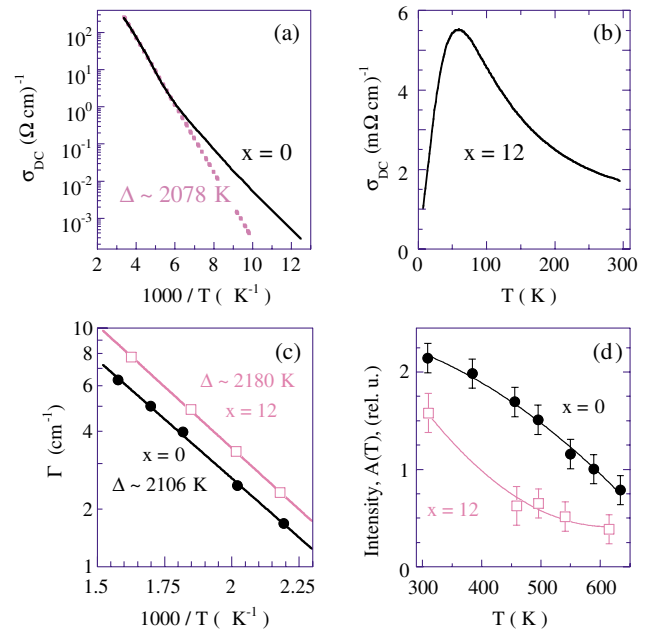 (a)
10²
10¹
10⁰
10⁻¹
10⁻²
10⁻³
σDC (Ω cm)⁻¹
x = 0
Δ ~ 2078 K
2 4 6 8 10 12
1000 / T ( K⁻¹)
(b)
6
4
2
0
σDC (mΩ cm)⁻¹
x = 12
0 100 200 300
T ( K )
(c)
10
8
6
4
2
1
Γ (cm⁻¹)
Δ ~ 2180 K
x = 12
x = 0
Δ ~ 2106 K
1.5 1.75 2 2.25
1000 / T ( K⁻¹)
(d)
2
1
0
Intensity, A(T), (rel. u.)
x = 0
x = 12
300 400 500 600
T ( K )